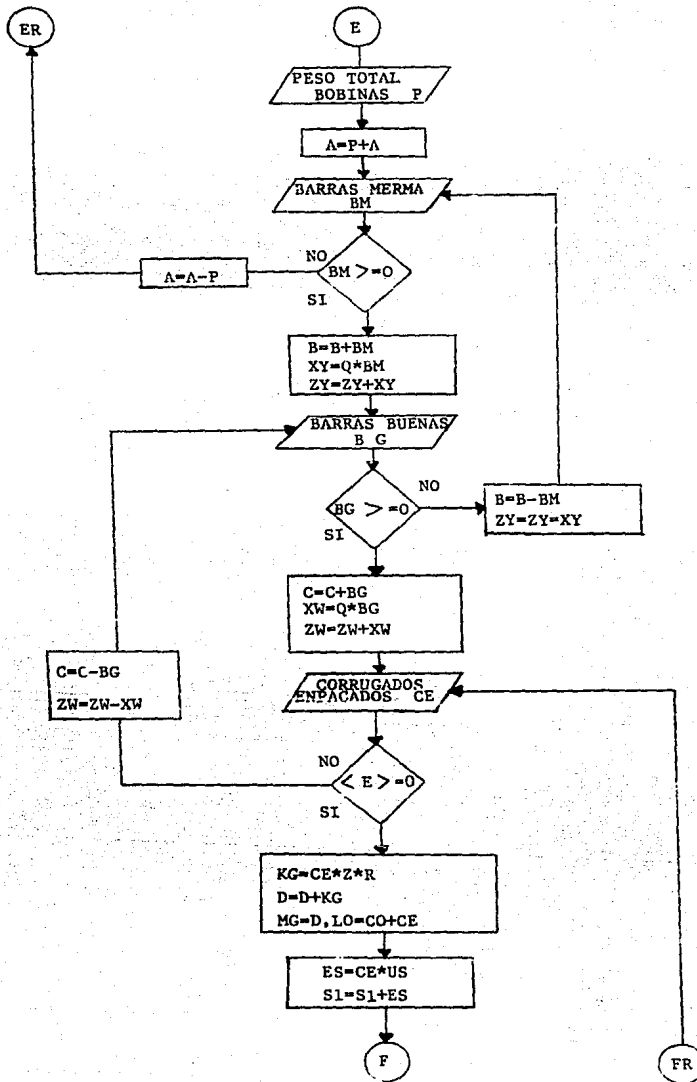 ER
E
PESO TOTAL
BOBINAS P
A=P+A
BARRAS MERMA
BM
NO
BM >=O
A=A-P
SI
B=B+BM
XY=Q*BM
ZY=ZY+XY
BARRAS BUENAS
B G
NO
BG >=O
SI
B=B-BM
ZY=ZY=XY
C=C+BG
XW=Q*BG
ZW=ZW+XW
C=C-BG
ZW=ZW-XW
CORRUGADOS
ENPACADOS CE
NO
< E >=O
SI
KG=CE*Z*R
D=D+KG
MG=D,LO=CO+CE
ES=CE*US
S1=S1+ES
F
FR